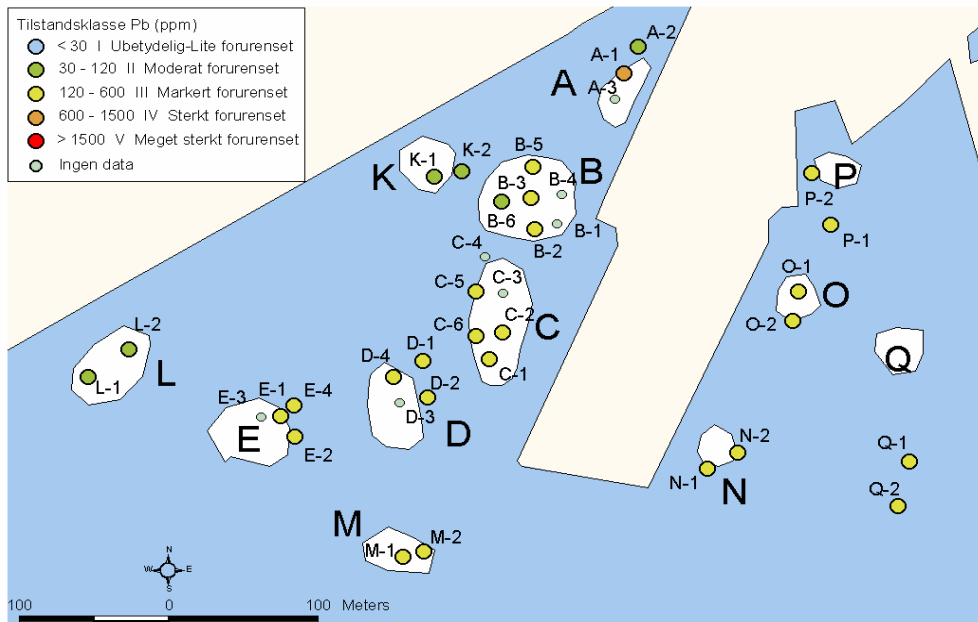 Tilstandsklasse Pb (ppm)
< 30 I Ubetydelig-Lite forurenset
30 - 120 II Moderat forurenset
120 - 600 III Markert forurenset
600 - 1500 IV Sterkt forurenset
> 1500 V Meget sterkt forurenset
Ingen data
A-2
A-1
A
A-3
B-5
K-1
K-2
K
B
B-3
B-4
P
P-2
B-6
B-1
B-2
P-1
C-4
C-5
C-3
O-1
O
C-6
C-2
C
O-2
L-2
D-1
Q
L
D-4
C-1
L-1
E-3
E-1
E-4
D-2
D-3
D
E
E-2
N-2
Q-1
N-1
N
Q-2
M
M-1
M-2
N
W E
S
100 0 100 Meters